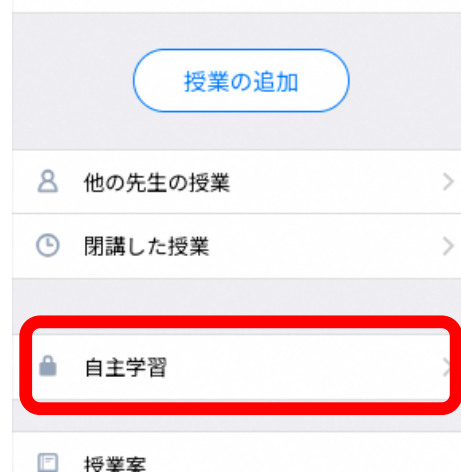 授業の追加
他の先生の授業
閉講した授業
自主学習
授業案